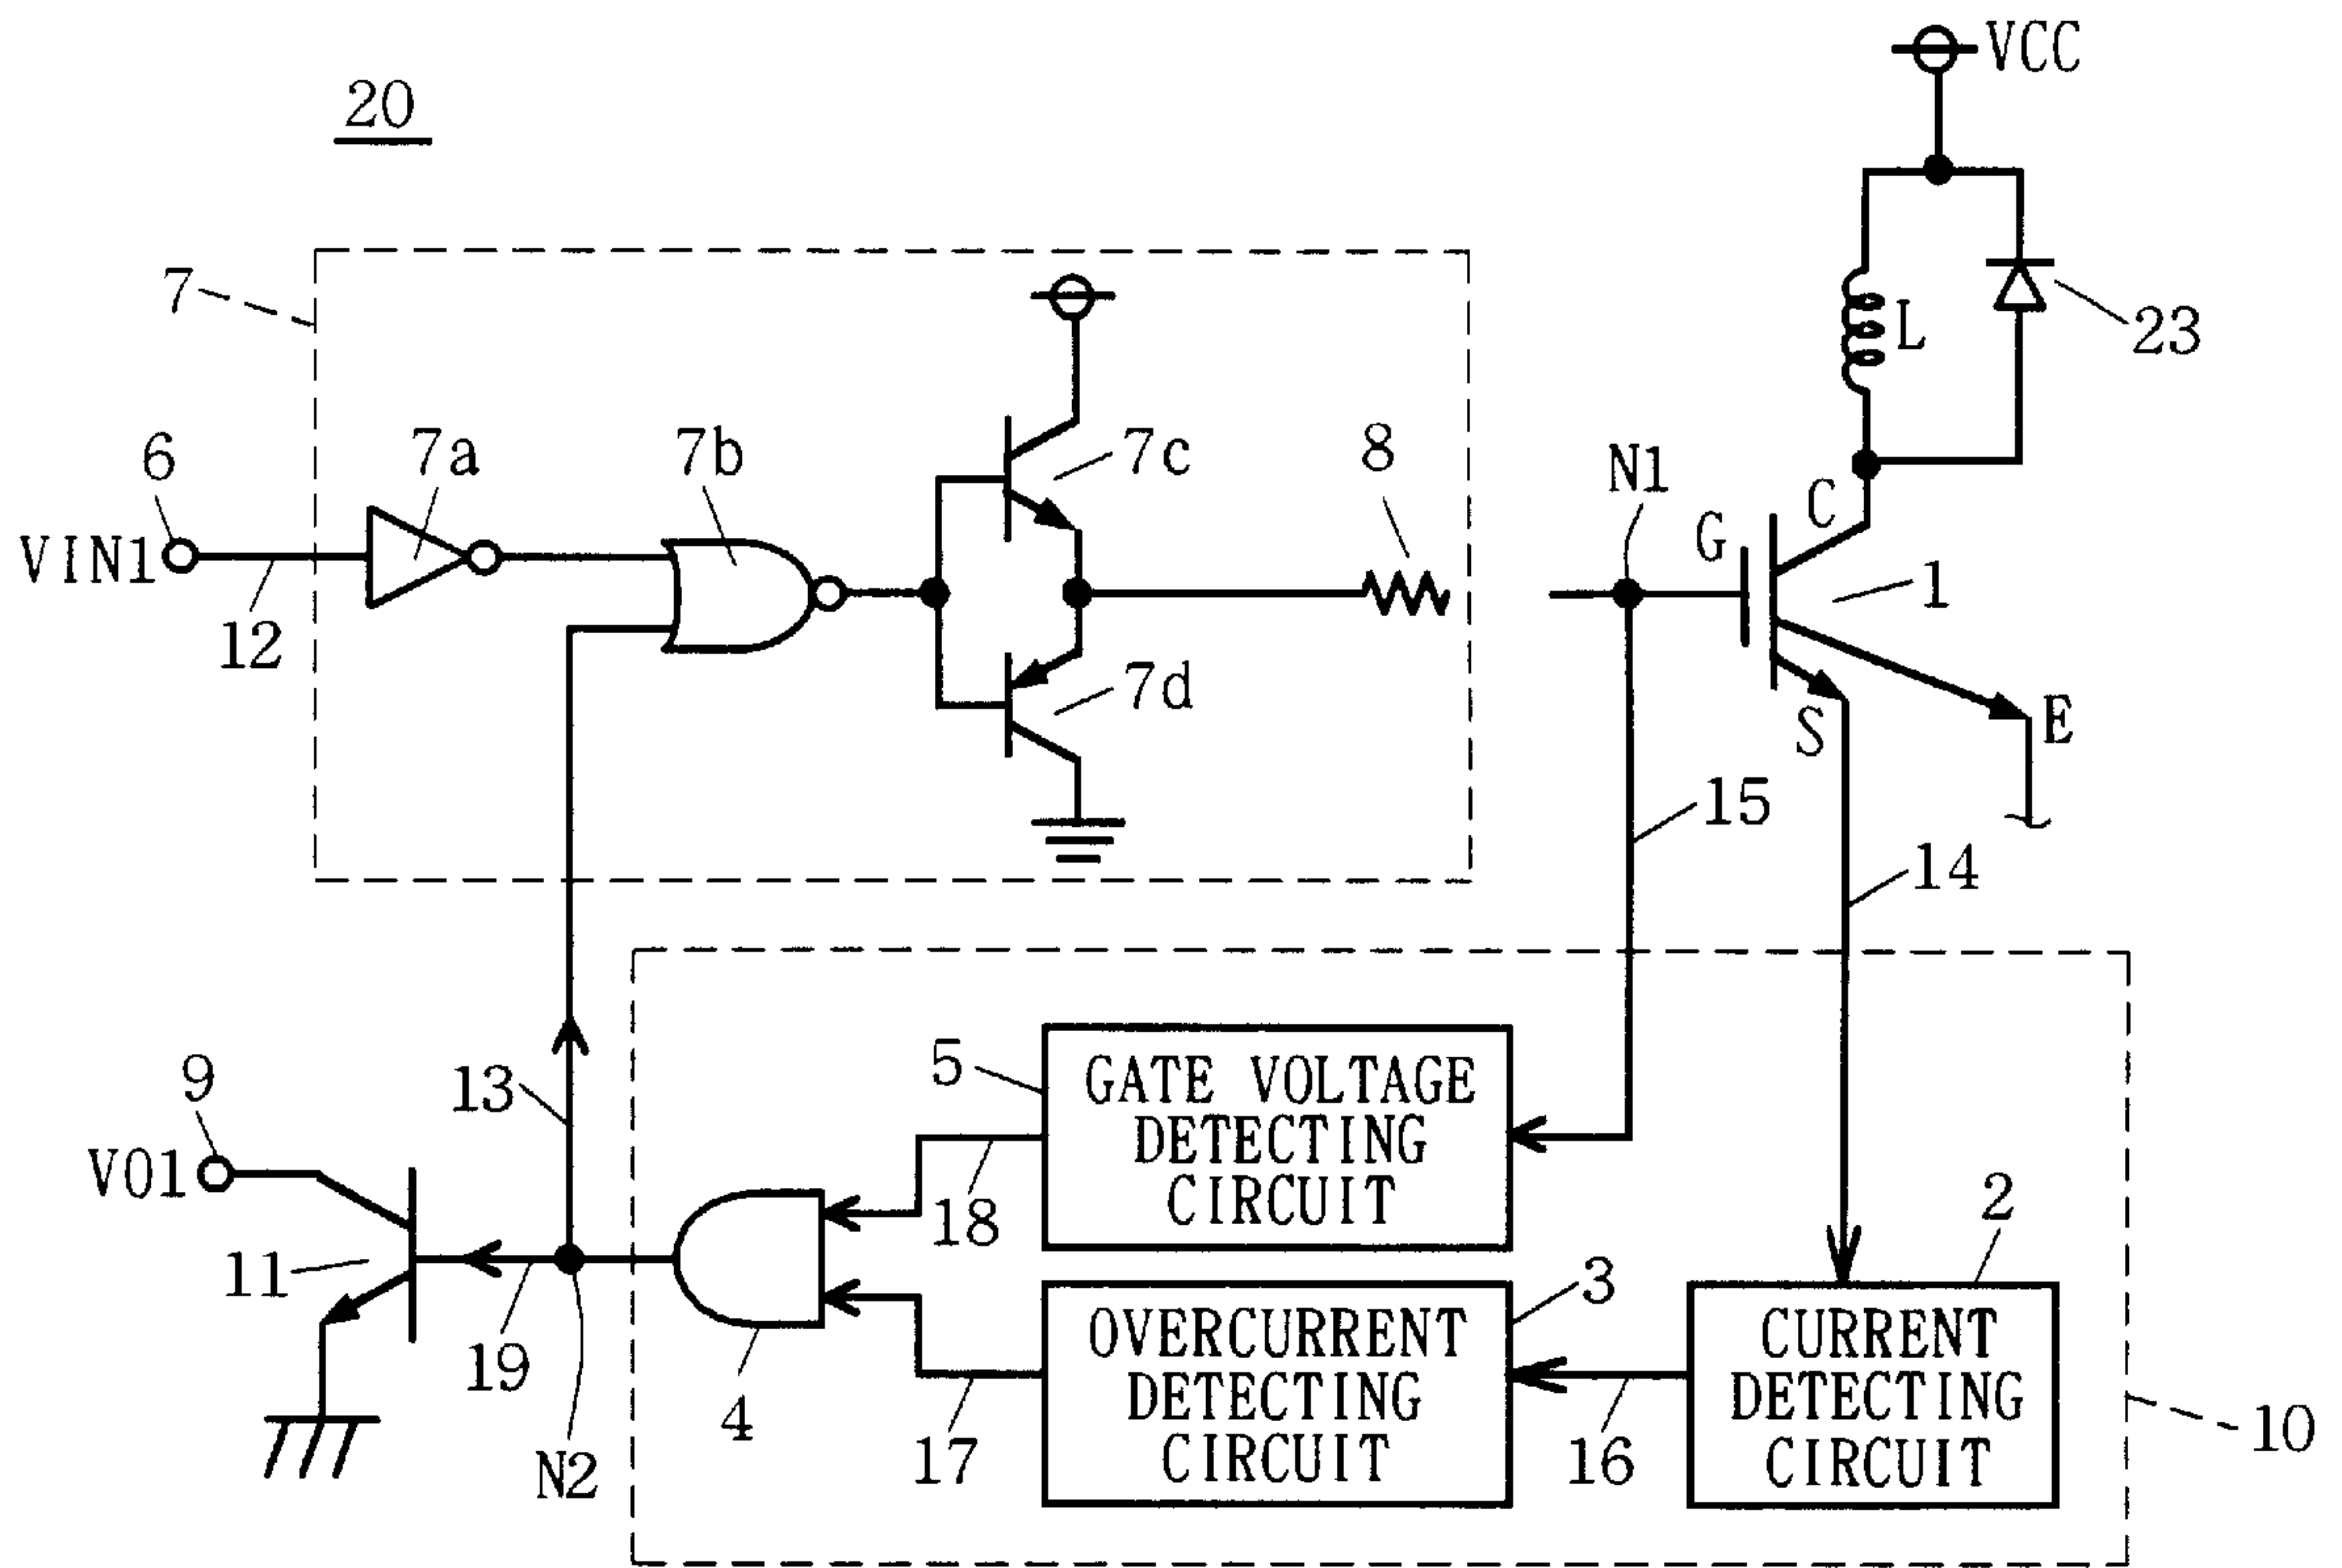 VCC
20
7
23
L
6
7a
7b
7c
8
N1
C
G
VIN1
1
12
7d
S
E
15
14
5
GATE VOLTAGE
DETECTING
CIRCUIT
9
13
VO1
18
2
11
3
OVERCURRENT
DETECTING
CIRCUIT
CURRENT
DETECTING
CIRCUIT
19
4
10
N2
17
16